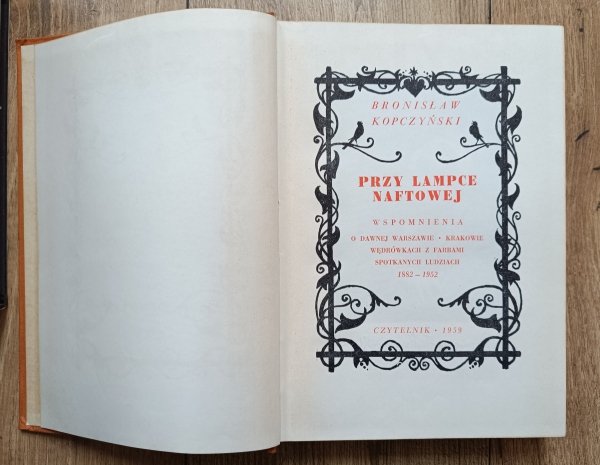 BRONISŁAW
KOPCZYŃSKI
PRZY LAMPCE
NAFTOWEJ
WSPOMNIENIA
O DAWNEJ WARSZAWIE • KRAKOWIE
WĘDRÓWKACH Z FARBAMI
SPOTKANYCH LUDZIACH
1882 — 1952
CZYTELNIK • 1959